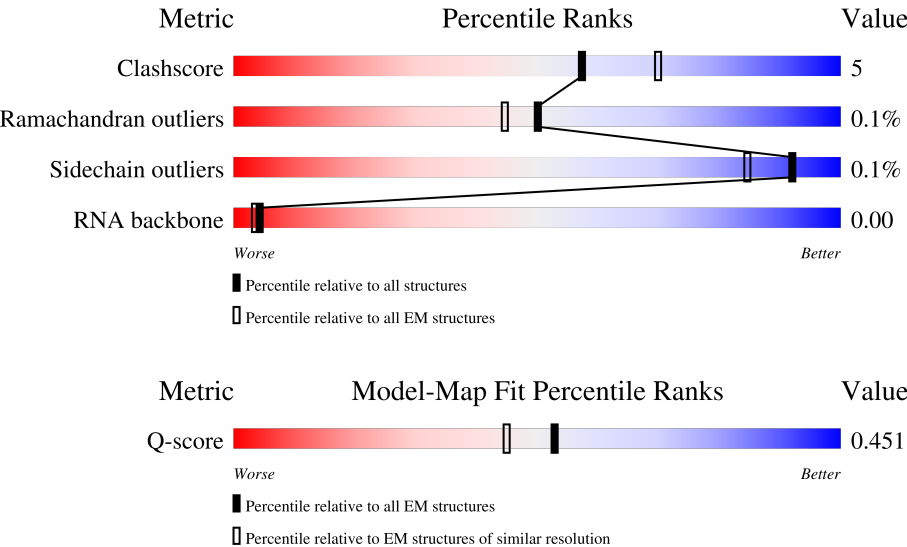 Metric Percentile Ranks Value
Clashscore 5
Ramachandran outliers 0.1%
Sidechain outliers 0.1%
RNA backbone 0.00
Worse Better
Percentile relative to all structures
Percentile relative to all EM structures
Metric Model-Map Fit Percentile Ranks Value
Q-score 0.451
Worse Better
Percentile relative to all EM structures
Percentile relative to EM structures of similar resolution